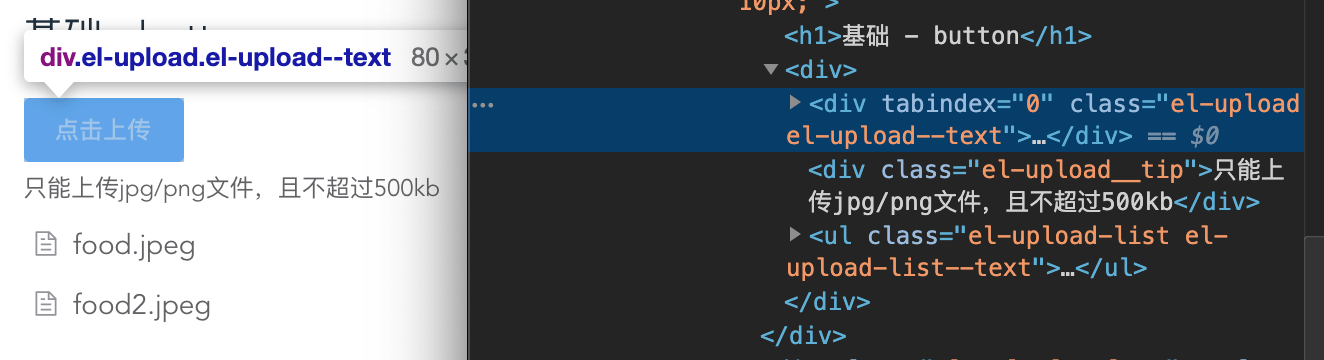 div.el-upload.el-upload--text 80 ×
点击上传
只能上传jpg/png文件，且不超过500kb
food.jpeg
food2.jpeg
10px; ">
<h1>基础 - button</h1>
▼<div>
… ▶<div tabindex="0" class="el-upload
el-upload--text">…</div> == $0
<div class="el-upload__tip">只能上
传jpg/png文件，且不超过500kb</div>
▶<ul class="el-upload-list el-
upload-list--text">…</ul>
</div>
</div>